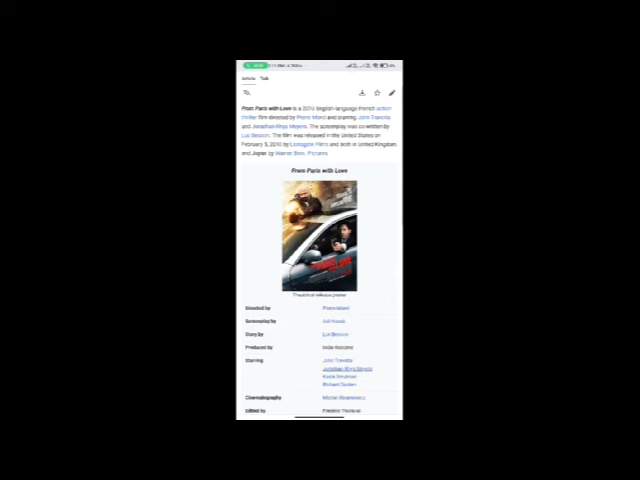 Article Talk
From Paris with Love is a 2010 English-language French action
thriller film directed by Pierre Morel and starring John Travolta
and Jonathan Rhys Meyers. The screenplay was co-written by
Luc Besson. The film was released in the United States on
February 5, 2010 by Lionsgate Films and both in United Kingdom
and Japan by Warner Bros. Pictures
From Paris with Love
Theatrical release poster
Directed by Pierre Morel
Screenplay by Adi Hasak
Story by Luc Besson
Produced by India Osborne
Starring John Travolta
Jonathan Rhys Meyers
Kasia Smutniak
Richard Durden
Cinematography Michel Abramowicz
Edited by Frédéric Thoraval